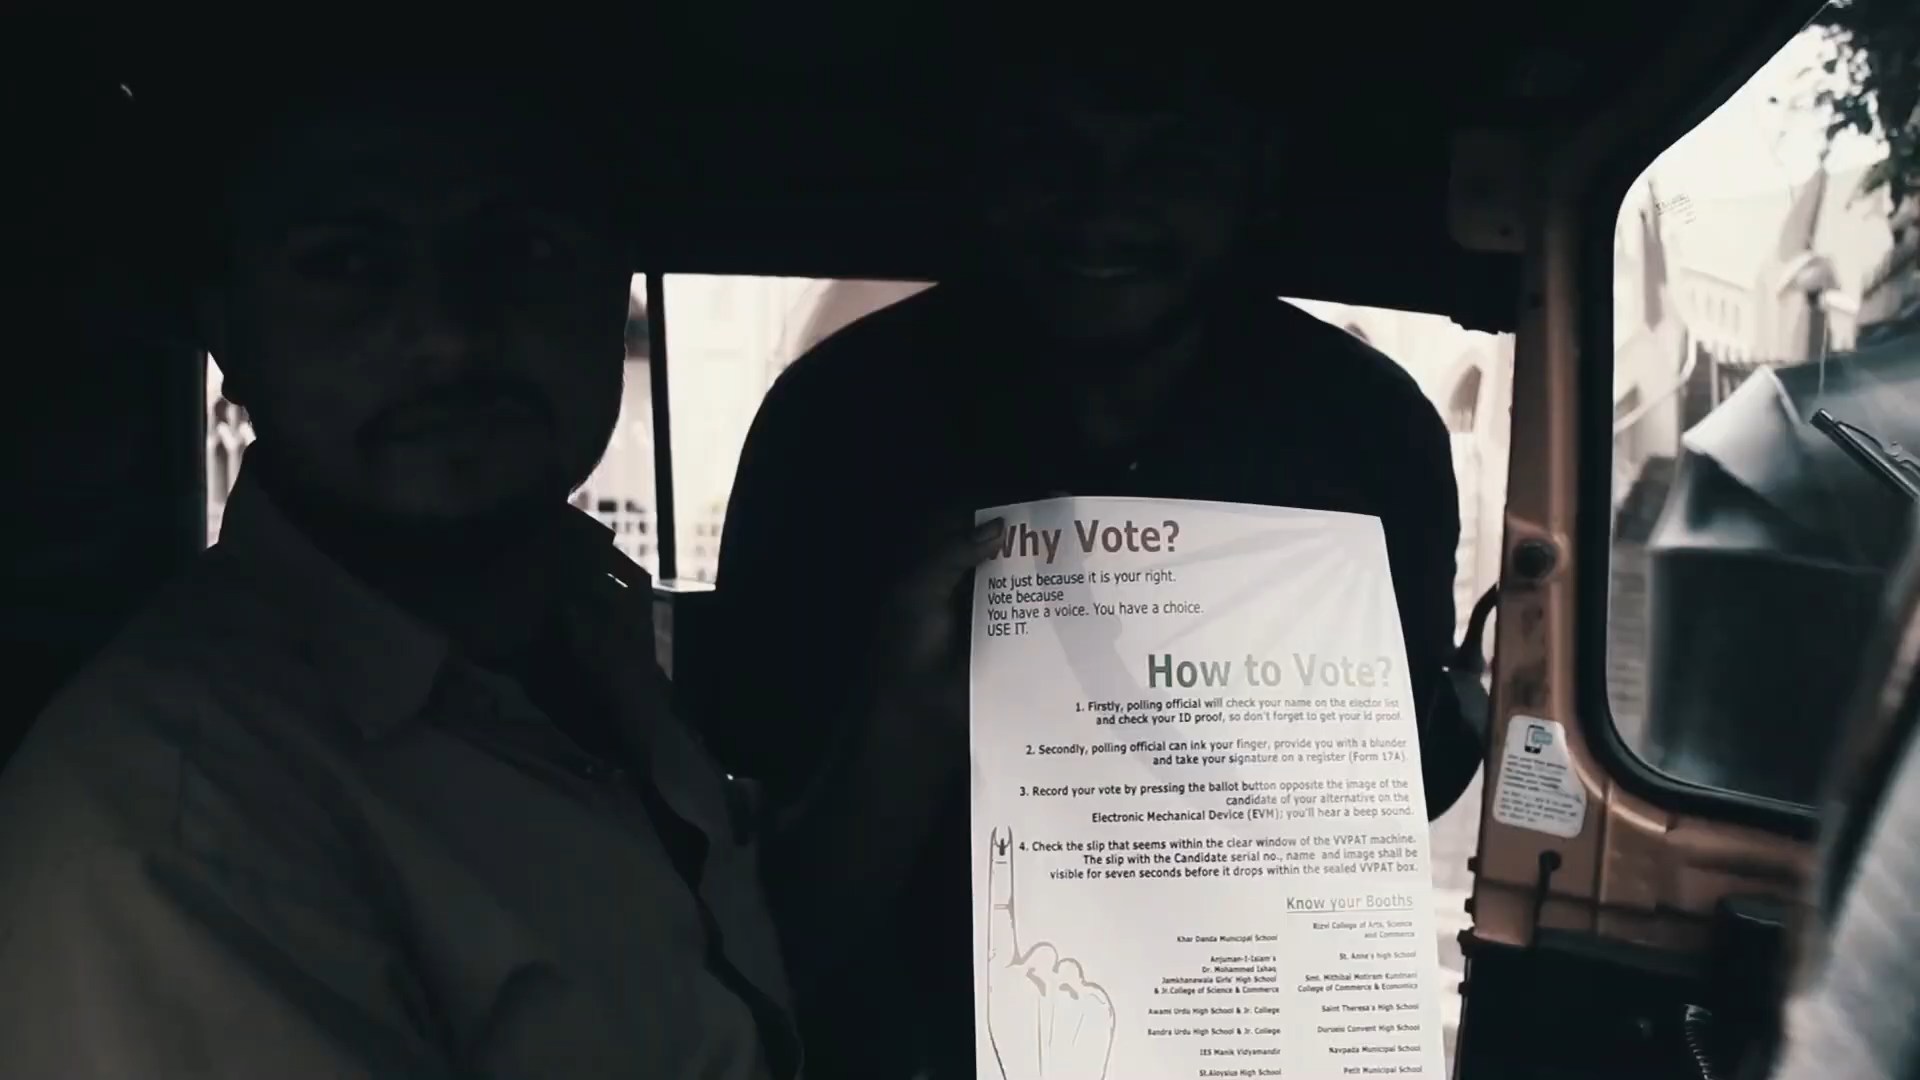 Why Vote?
Not just because it is your right.
Vote because
You have a voice. You have a choice.
USE IT.
How to Vote?
1. Firstly, polling official will check your name on the elector list
and check your ID proof, so don't forget to get your id proof.
2. Secondly, polling official can ink your finger, provide you with a blunder
and take your signature on a register (Form 17A).
3. Record your vote by pressing the ballot button opposite the image of the
candidate of your alternative on the
Electronic Mechanical Device (EVM); you'll hear a beep sound.
4. Check the slip that seems within the clear window of the VVPAT machine.
The slip with the Candidate serial no., name and image shall be
visible for seven seconds before it drops within the sealed VVPAT box.
Know your Booths
Khar Danda Municipal School
Anjuman-I-Islam's
Dr. Mohammed Ishaq
Jamkhanawala Girls' High School
& Jr.College of Science & Commerce
Awami Urdu High School & Jr. College
Bandra Urdu High School & Jr. College
IES Manik Vidyamandir
St.Aloysius High School
Rizvi College of Arts, Science
and Commerce
St. Anne's high School
Smt. Mithibai Motiram Kundnani
College of Commerce & Economics
Saint Theresa's High School
Duruelo Convent High School
Navpada Municipal School
Petit Municipal School